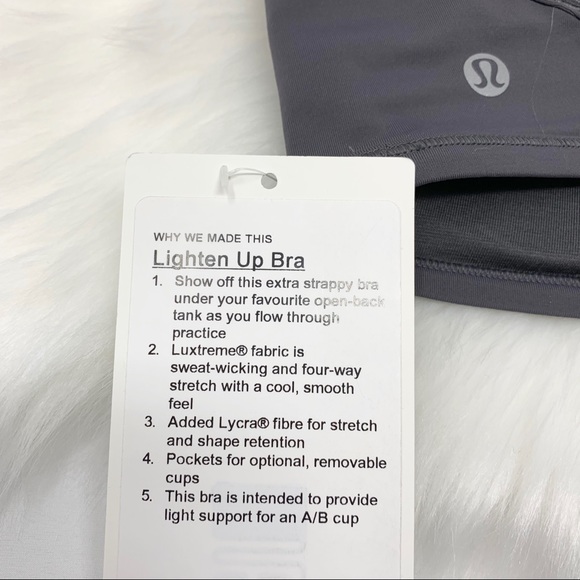 WHY WE MADE THIS
Lighten Up Bra
1. Show off this extra strappy bra
under your favourite open-back
tank as you flow through
practice
2. Luxtreme® fabric is
sweat-wicking and four-way
stretch with a cool, smooth
feel
3. Added Lycra® fibre for stretch
and shape retention
4. Pockets for optional, removable
cups
5. This bra is intended to provide
light support for an A/B cup